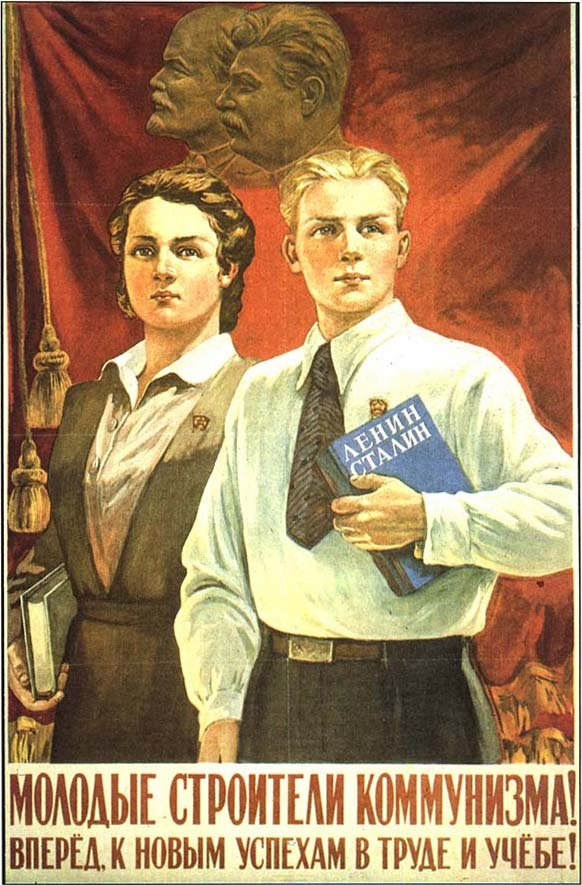 ЛЕНИН
СТАЛИН
МОЛОДЫЕ СТРОИТЕЛИ КОММУНИЗМА!
ВПЕРЁД, К НОВЫМ УСПЕХАМ В ТРУДЕ И УЧЁБЕ!